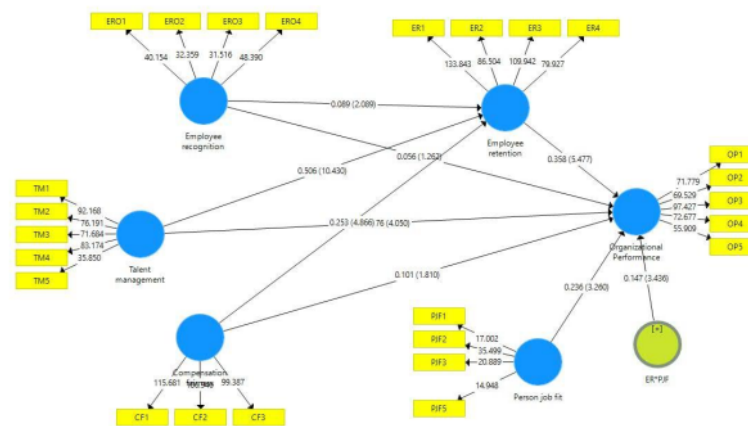 ERO1
ERO2
ERO3
ERO4
40.154
32.359
31.516
48.390
Employee
recognition
ER1
ER2
ER3
ER4
133.843
86.504
109.942
79.927
Employee
retention
0.089 (2.089)
0.056 (1.262)
0.506 (10.430)
0.358 (5.477)
TM1
TM2
TM3
TM4
TM5
92.168
76.191
71.684
83.174
35.850
Talent
management
0.253 (4.866)
76 (4.050)
0.101 (1.810)
OP1
OP2
OP3
OP4
OP5
71.779
69.529
97.427
72.677
55.909
Organizational
Performance
0.236 (3.260)
0.147 (3.436)
Compensation
115.681
99.387
CF1
CF2
CF3
PJF1
PJF2
PJF3
PJF5
17.002
35.499
20.889
14.948
Person job fit
[+]
ER*PJF